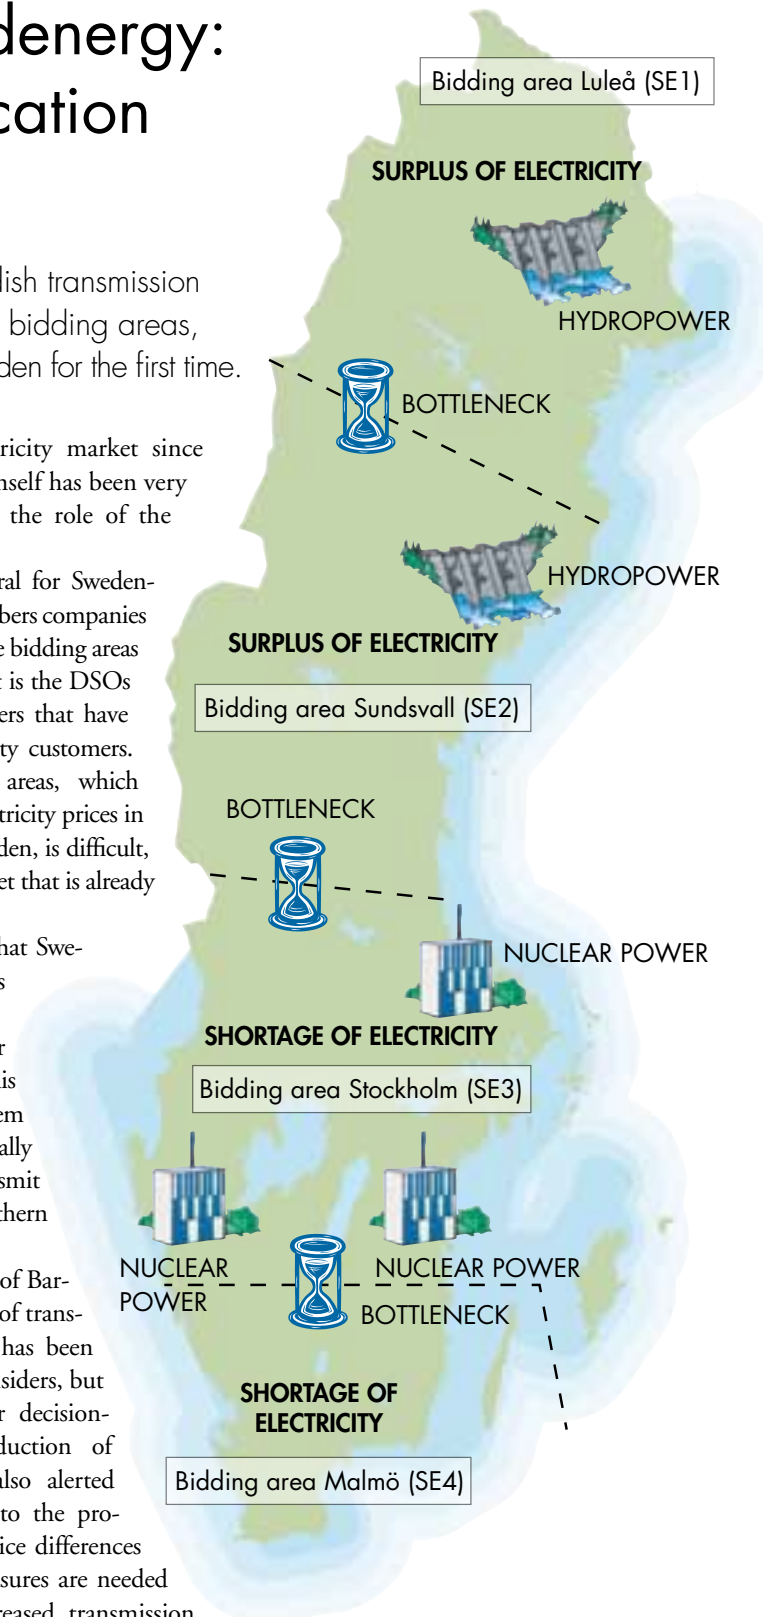 denergy:
cation
dish transmission
bidding areas,
den for the first time.
ricity market since
nself has been very
the role of the
ral for Sweden-
bers companies
e bidding areas
t is the DSOs
ers that have
ty customers.
areas, which
tricity prices in
den, is difficult,
et that is already
hat Swe-
s
r
is
em
ally
smit
thern
of Bar-
of trans-
has been
siders, but
r decision-
duction of
also alerted
to the pro-
ice differences
sures are needed
reased transmission
Bidding area Luleå (SE1)
SURPLUS OF ELECTRICITY
HYDROPOWER
BOTTLENECK
HYDROPOWER
SURPLUS OF ELECTRICITY
Bidding area Sundsvall (SE2)
BOTTLENECK
NUCLEAR POWER
SHORTAGE OF ELECTRICITY
Bidding area Stockholm (SE3)
NUCLEAR
POWER
NUCLEAR POWER
BOTTLENECK
SHORTAGE OF
ELECTRICITY
Bidding area Malmö (SE4)